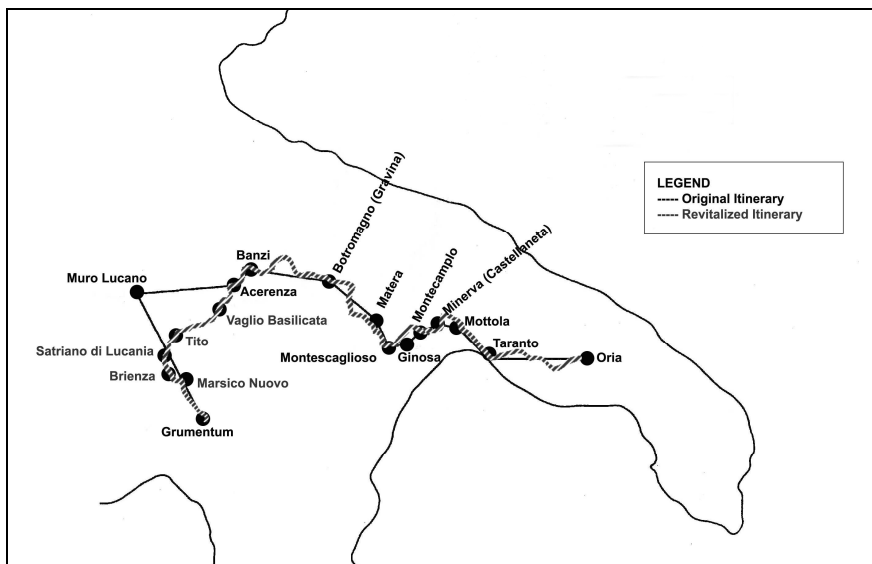 LEGEND
----- Original Itinerary
----- Revitalized Itinerary
Botromagno (Gravina)
Banzi
Muro Lucano
Acerenza
Matera
Montecamplo
Minerva (Castellaneta)
Vaglio Basilicata
Mottola
Tito
Satriano di Lucania
Montescaglioso
Ginosa
Taranto
Oria
Brienza
Marsico Nuovo
Grumentum